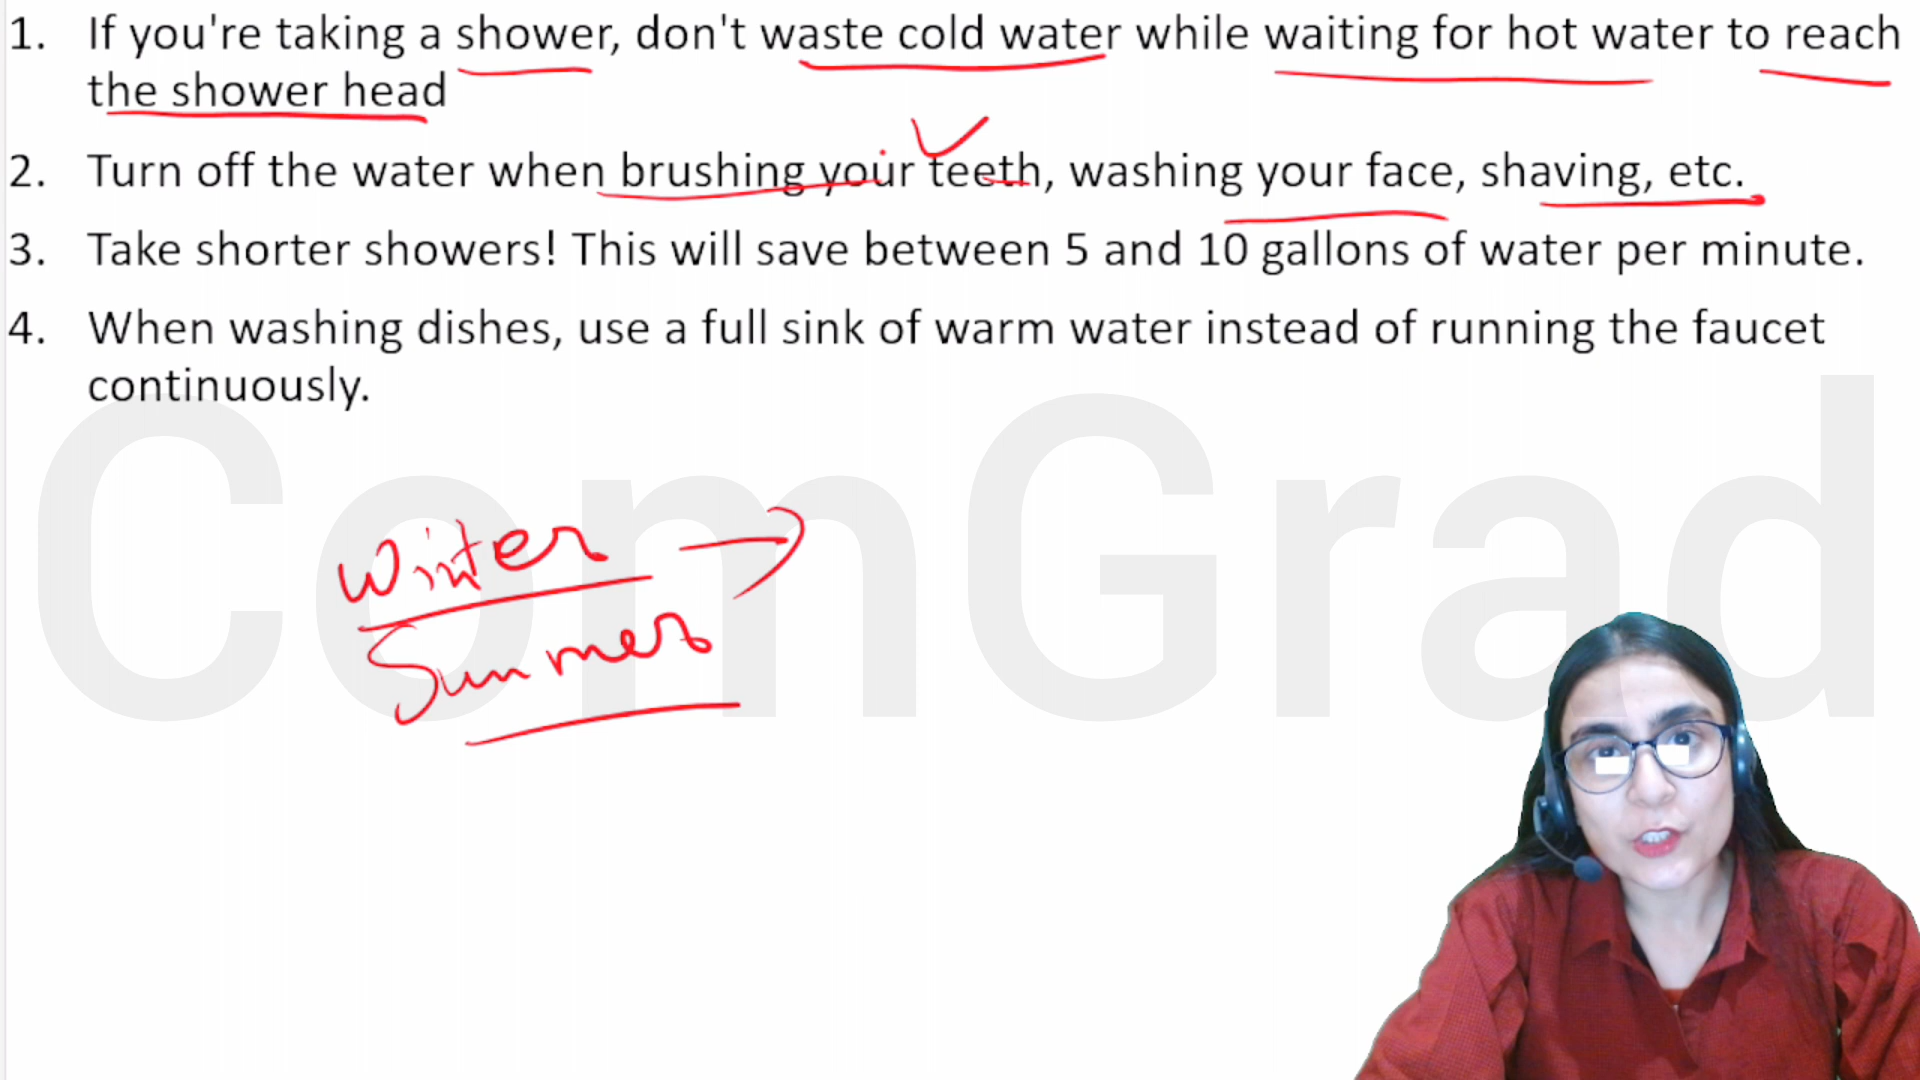 1. If you're taking a shower, don't waste cold water while waiting for hot water to reach
the shower head
2. Turn off the water when brushing your teeth, washing your face, shaving, etc.
3. Take shorter showers! This will save between 5 and 10 gallons of water per minute.
4. When washing dishes, use a full sink of warm water instead of running the faucet
continuously.
ComGrad
Winter
Summer